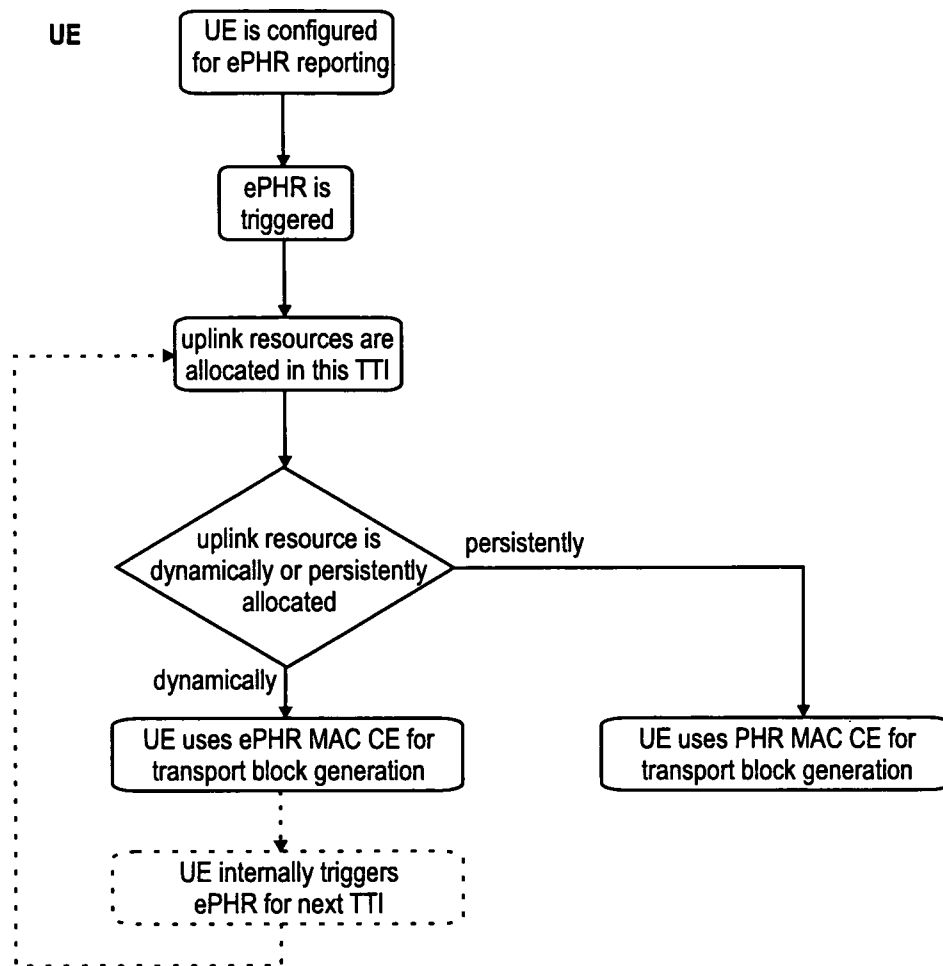 UE
UE is configured
for ePHR reporting
ePHR is
triggered
uplink resources are
allocated in this TTI
uplink resource is
dynamically or persistently
allocated
persistently
dynamically
UE uses ePHR MAC CE for
transport block generation
UE uses PHR MAC CE for
transport block generation
UE internally triggers
ePHR for next TTI